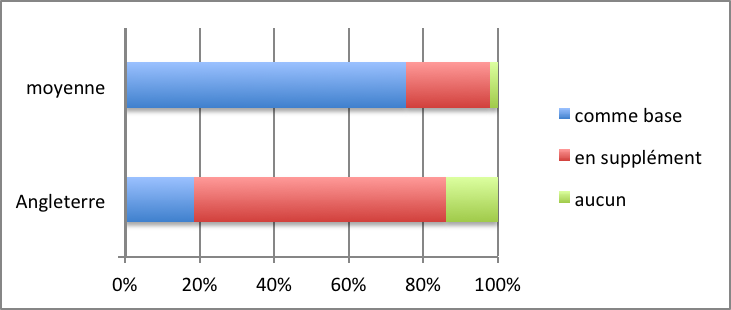 moyenne
Angleterre
0% 20% 40% 60% 80% 100%
comme base
en supplément
aucun